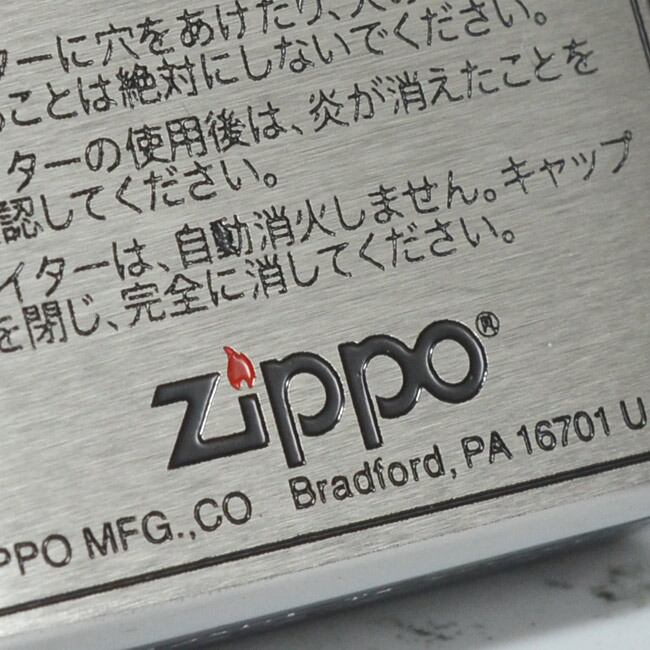 ターに穴をあけたり、
ことは絶対にしないでください。
ターの使用後は、炎が消えたことを
認してください。
イターは、自動消火しません。キャップ
を閉じ、完全に消してください。
zippo®
PPO MFG.,CO Bradford, PA 16701 U